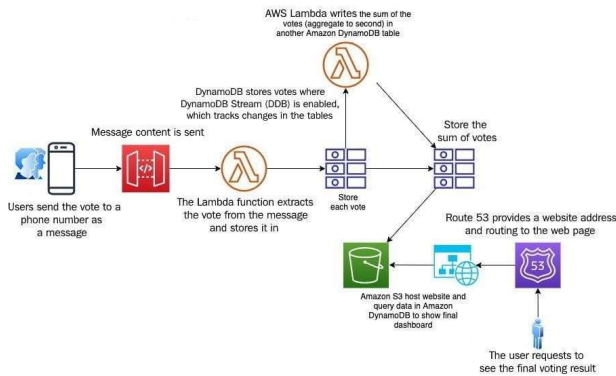 AWS Lambda writes the sum of the
votes (aggregate to second) in
another Amazon DynamoDB table
DynamoDB stores votes where
DynamoDB Stream (DDB) is enabled,
which tracks changes in the tables
Message content is sent
Store the
sum of votes
Users send the vote to a
phone number as
a message
The Lambda function extracts
the vote from the message
and stores it in
Store
each vote
Route 53 provides a website address
and routing to the web page
53
Amazon S3 host website and
query data in Amazon
DynamoDB to show final
dashboard
The user requests to
see the final voting result